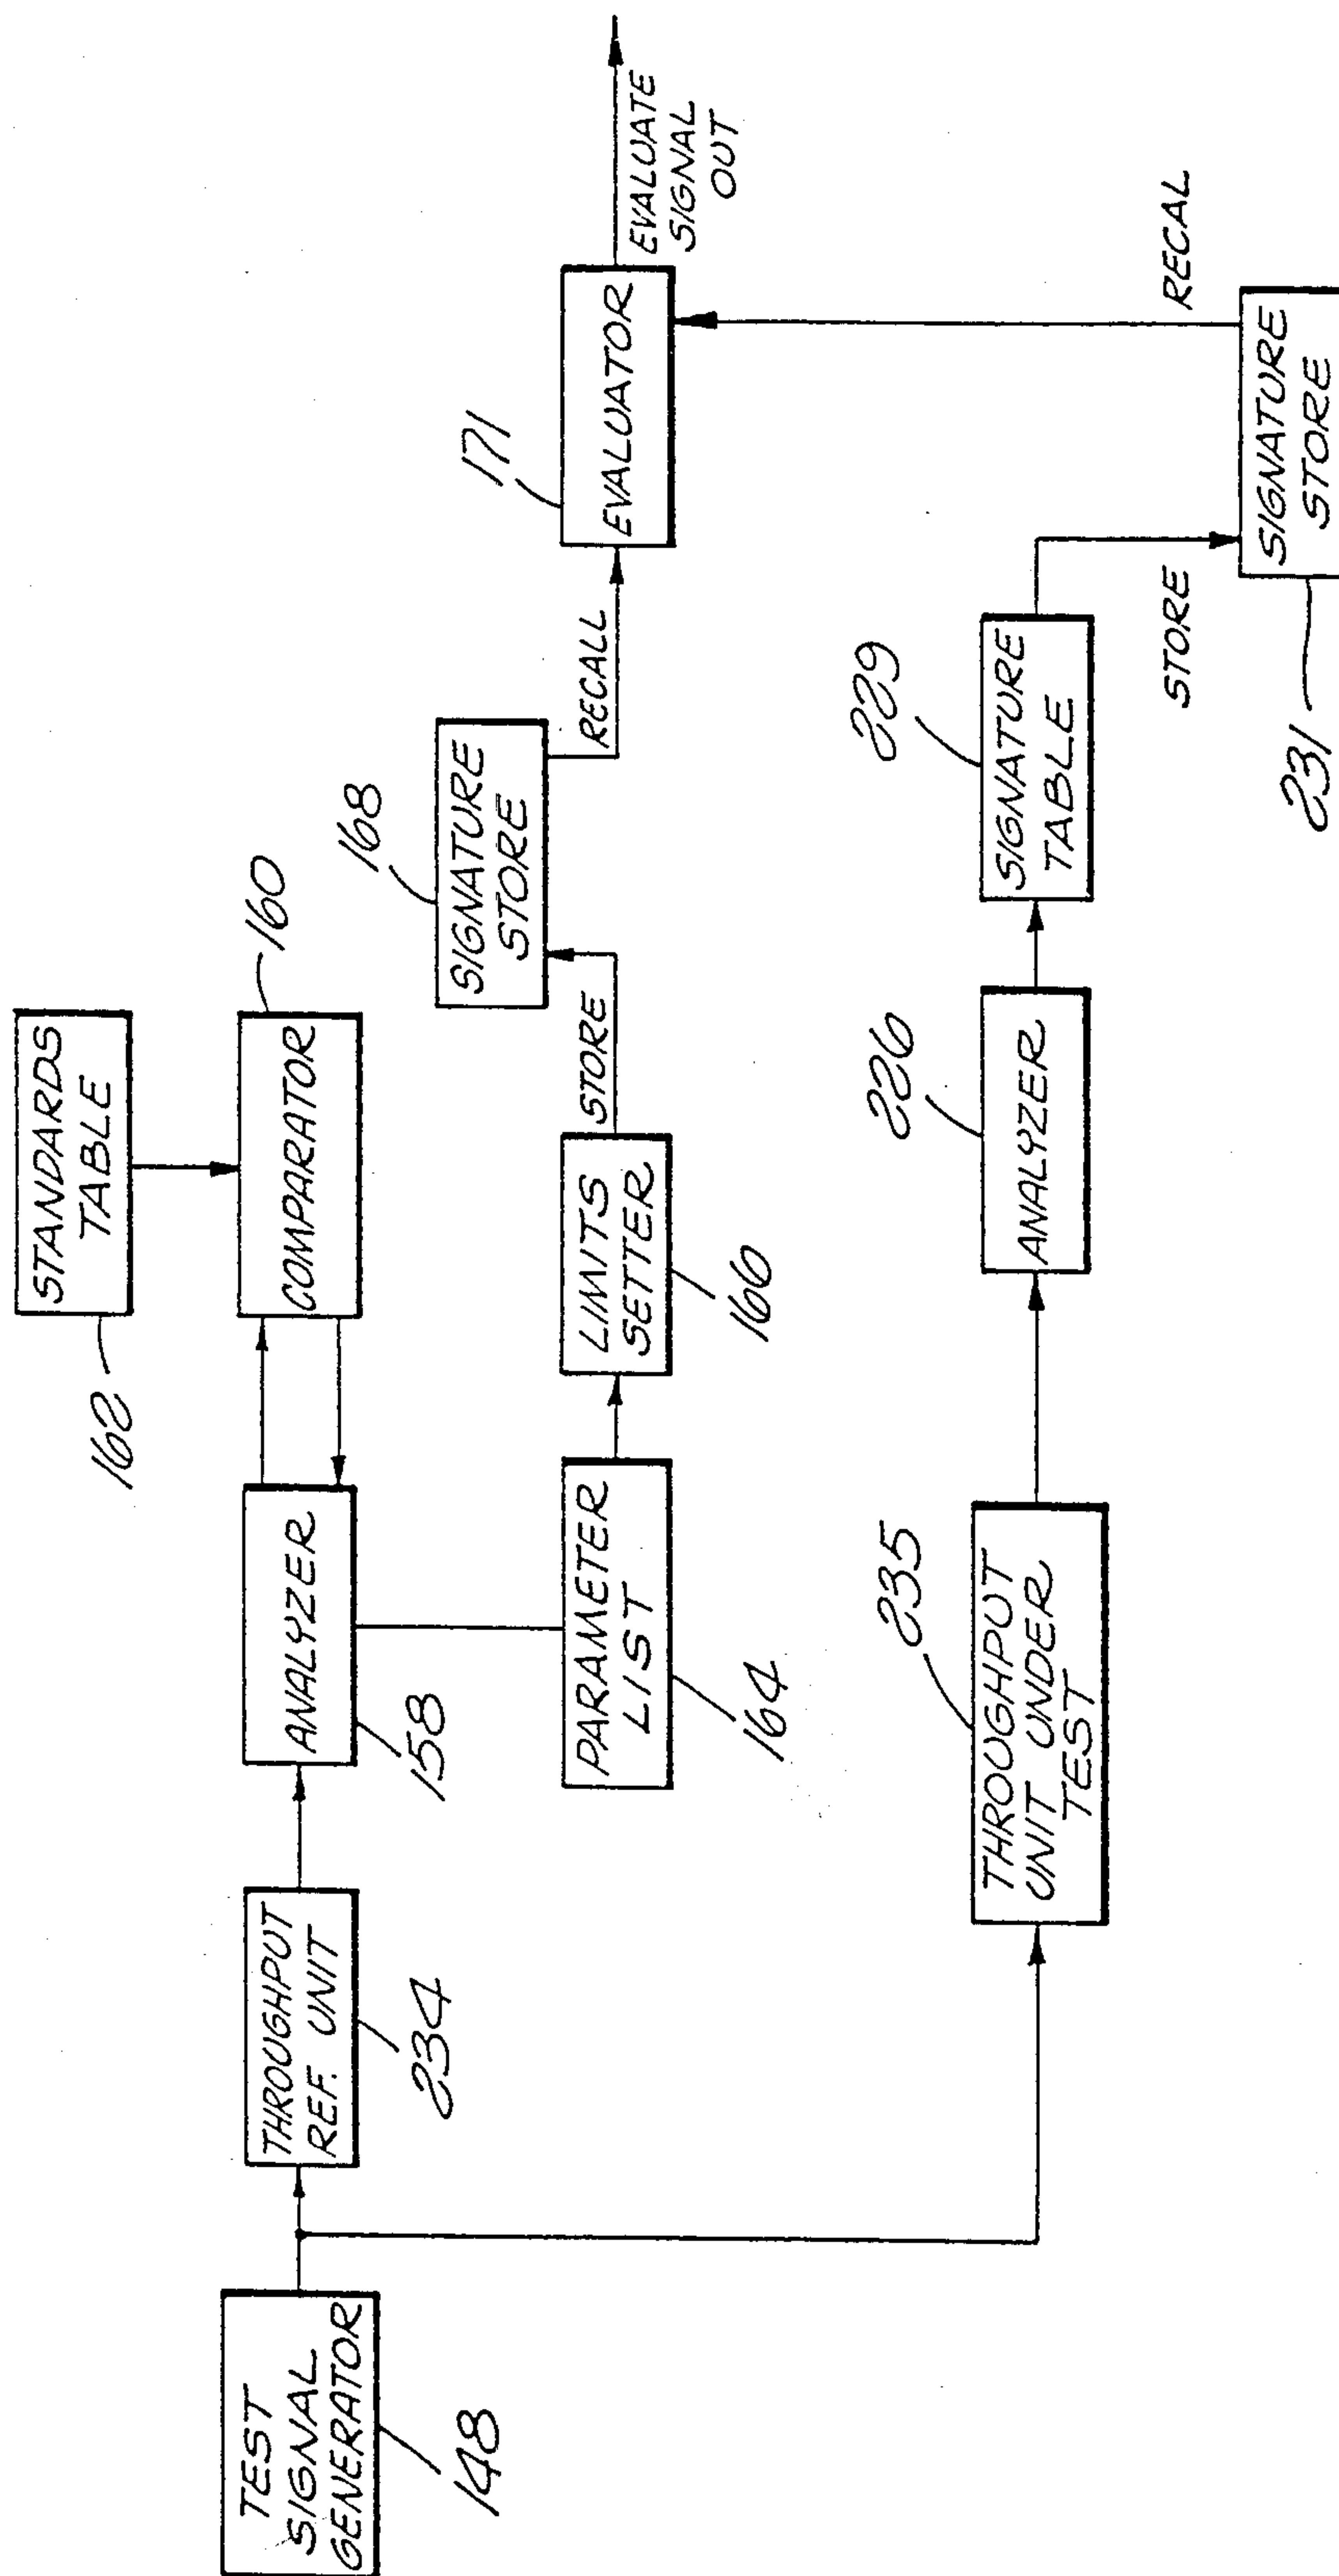 STANDARDS
TABLE
162
COMPARATOR
160
TEST
SIGNAL
GENERATOR
148
THROUGHPUT
REF. UNIT
234
ANALYZER
158
PARAMETER
LIST
164
LIMITS
SETTER
166
STORE
SIGNATURE
STORE
168
RECALL
EVALUATOR
171
EVALUATE
SIGNAL
OUT
THROUGHPUT
UNIT UNDER
TEST
235
ANALYZER
226
SIGNATURE
TABLE
229
STORE
SIGNATURE
STORE
231
RECAL